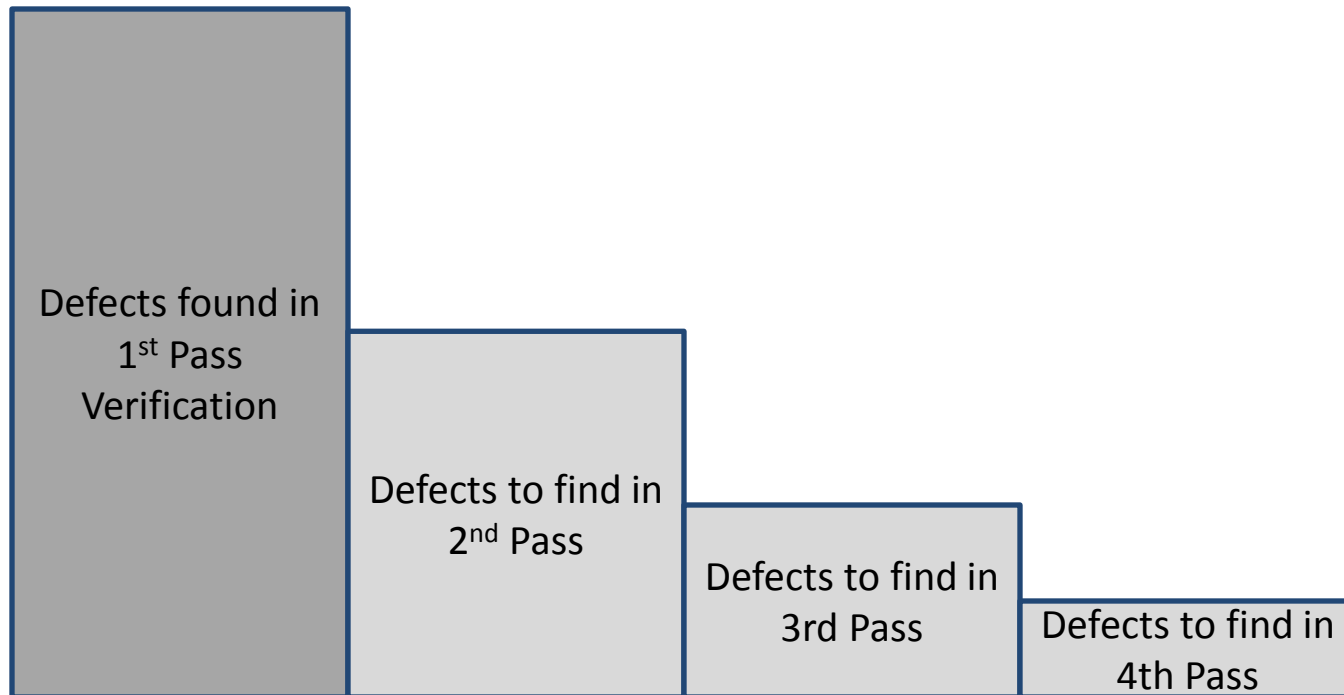 Defects found in
1st Pass
Verification
Defects to find in
2nd Pass
Defects to find in
3rd Pass
Defects to find in
4th Pass